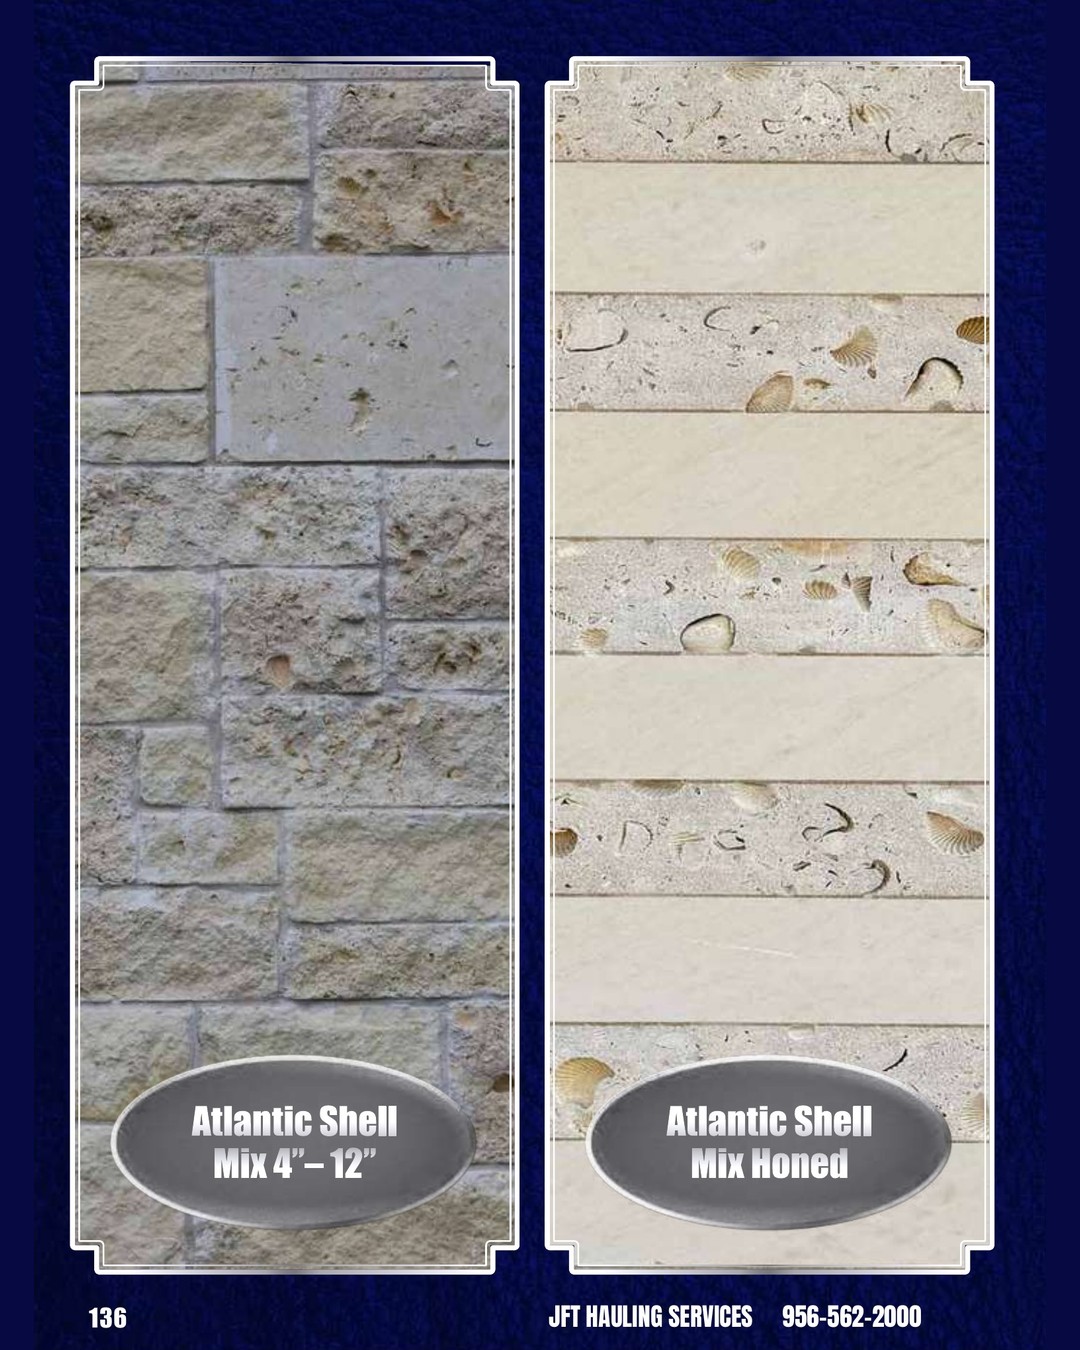 Atlantic Shell
Mix 4”– 12”
Atlantic Shell
Mix Honed
136
JFT HAULING SERVICES 956-562-2000